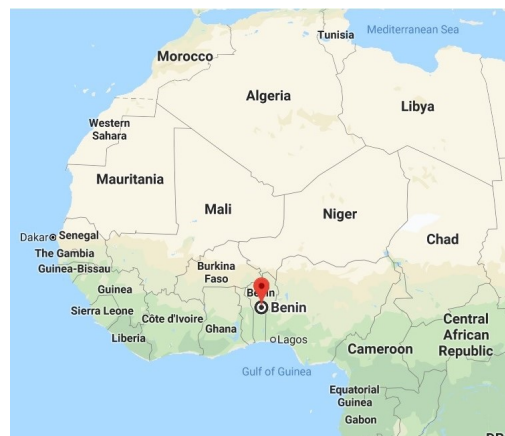 Mediterranean Sea
Tunisia
Morocco
Algeria
Libya
Western
Sahara
Mauritania
Mali
Niger
Chad
Dakar
Senegal
The Gambia
Guinea-Bissau
Burkina
Faso
Guinea
Benin
Benin
Sierra Leone
Côte d'Ivoire
Ghana
Liberia
Lagos
Central
African
Republic
Cameroon
Gulf of Guinea
Equatorial
Guinea
Gabon